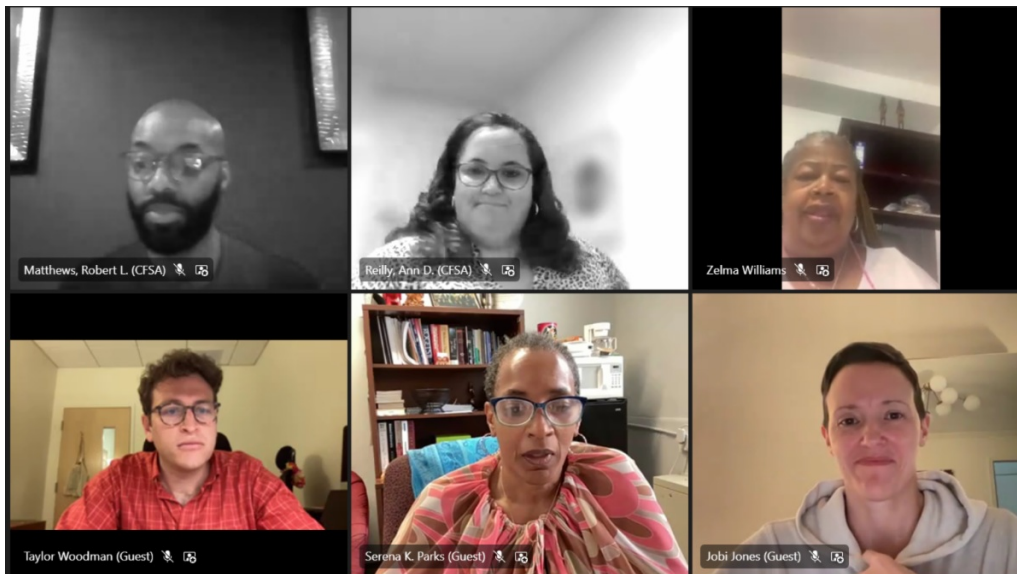 Matthews, Robert L. (CFSA)
Reilly, Ann D. (CFSA)
Zelma Williams
Taylor Woodman (Guest)
Serena K. Parks (Guest)
Jobi Jones (Guest)